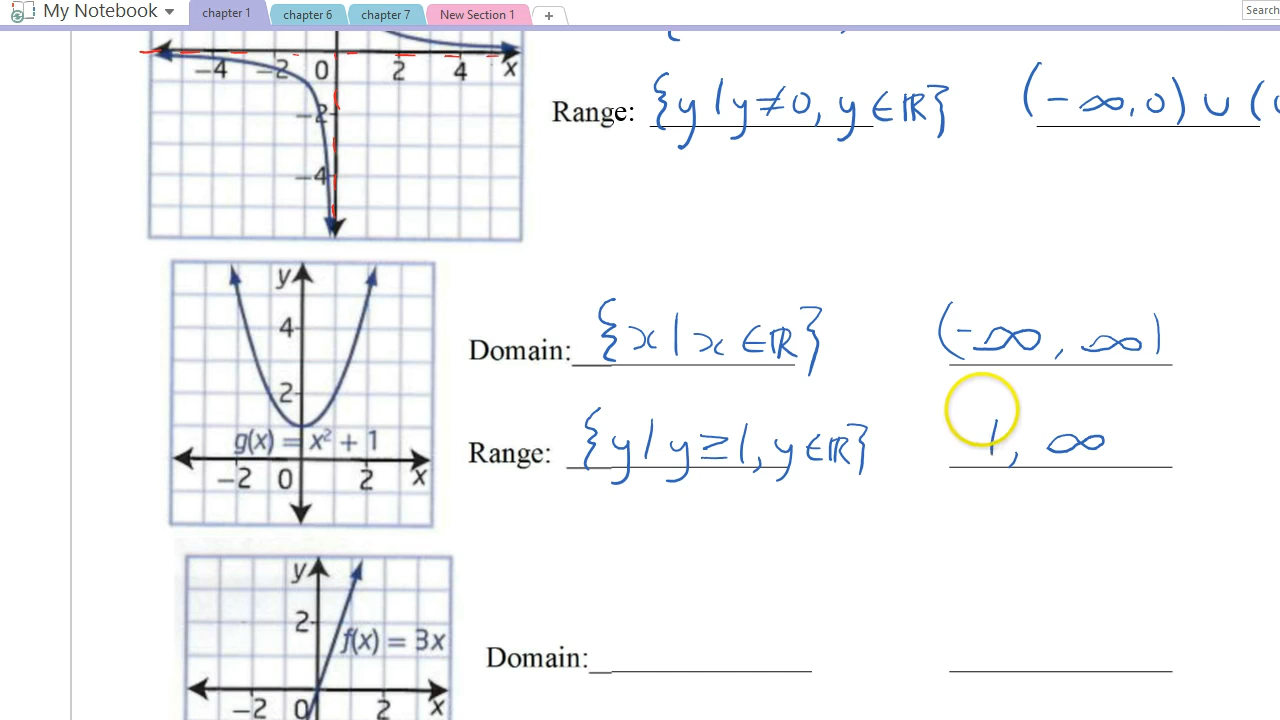 My Notebook
chapter 1
chapter 6
chapter 7
New Section 1
Search
−4 −2 0 2 4 x
−2
−4
Range: {y | y ≠ 0, y ∈ ℝ} (-∞, 0) ∪ (
y
4
2
g(x) = x² + 1
−2 0 2 x
Domain: {x | x ∈ ℝ} (-∞, ∞)
Range: {y | y ≥ 1, y ∈ ℝ} 1, ∞
y
2
f(x) = 3x
−2 0 2 x
Domain: